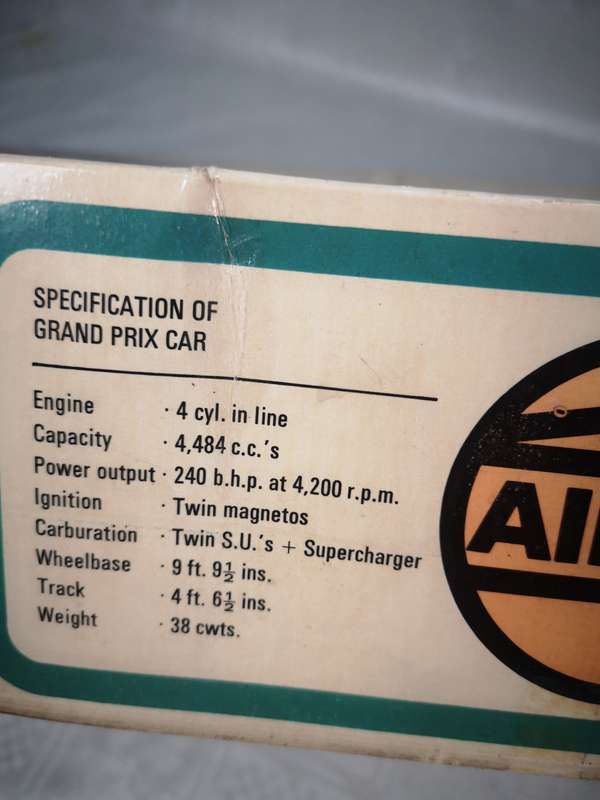 SPECIFICATION OF
GRAND PRIX CAR
Engine · 4 cyl. in line
Capacity · 4,484 c.c.'s
Power output · 240 b.h.p. at 4,200 r.p.m.
Ignition · Twin magnetos
Carburation · Twin S.U.'s + Supercharger
Wheelbase · 9 ft. 9½ ins.
Track · 4 ft. 6½ ins.
Weight · 38 cwts.